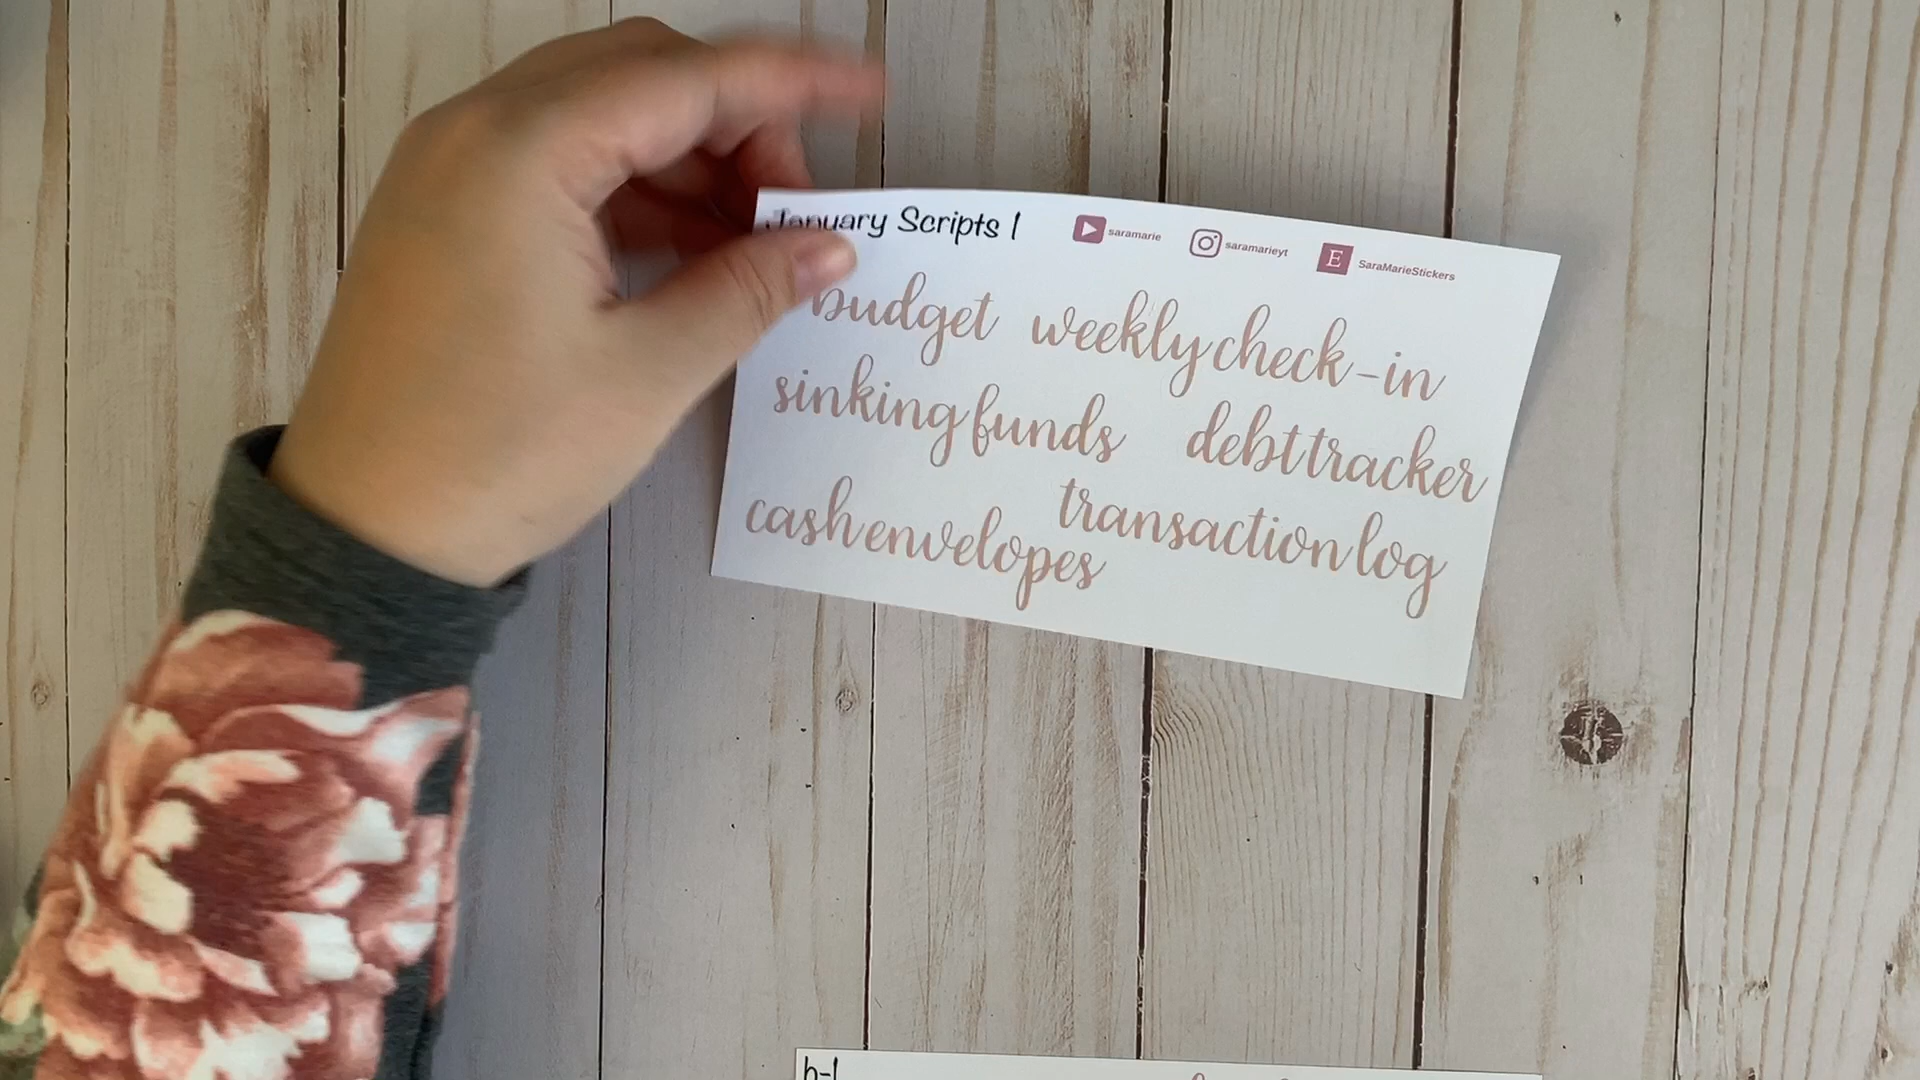 January Scripts 1 saramarie saramarieyt E SaraMarieStickers
budget weekly check-in
sinking funds debt tracker
cash envelopes transaction log